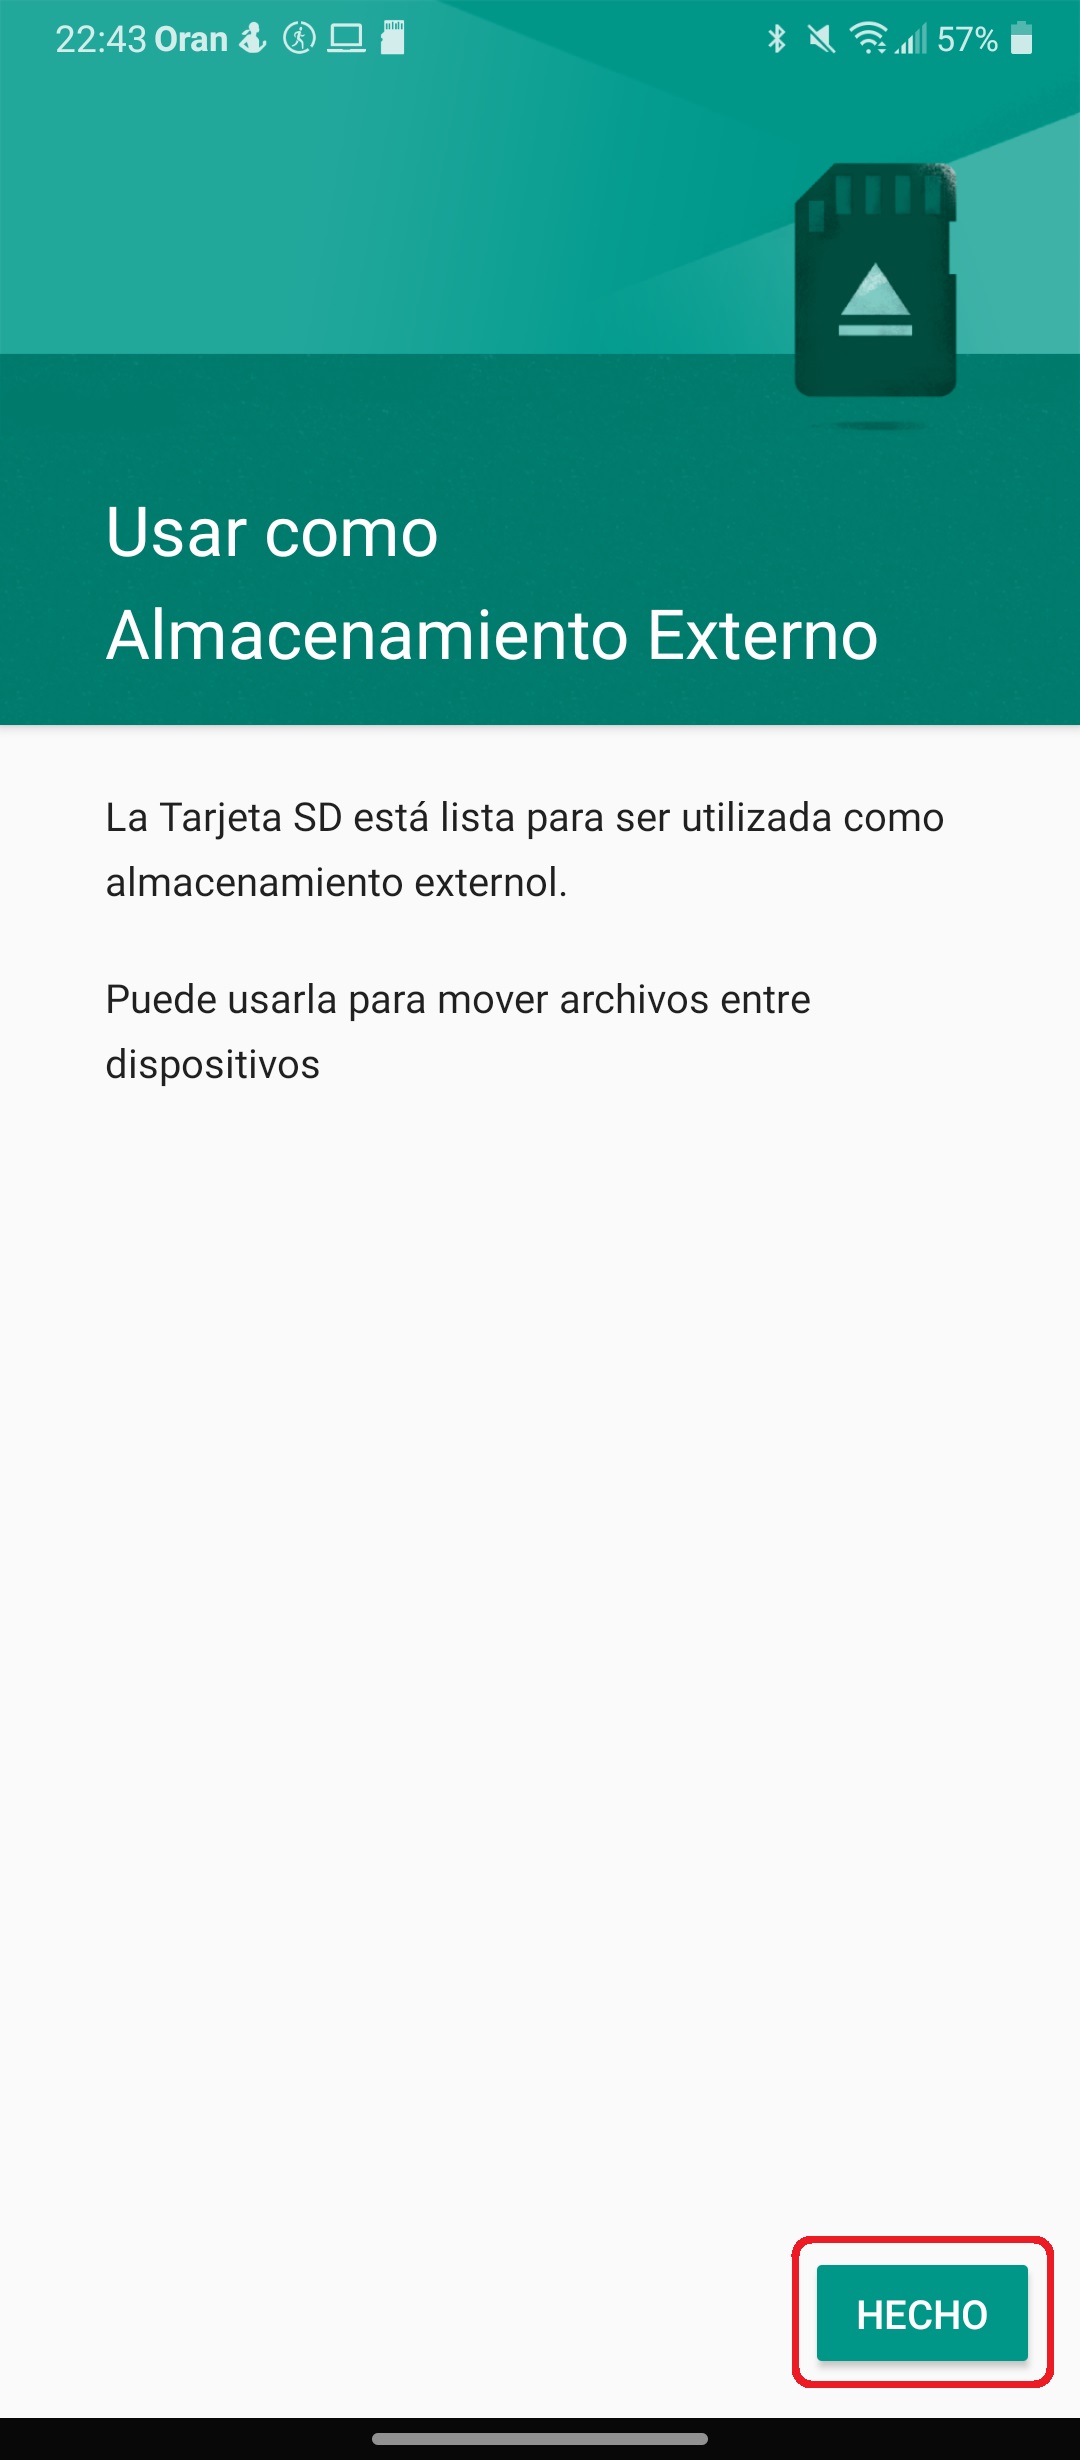 22:43 Oran 57%
Usar como
Almacenamiento Externo
La Tarjeta SD está lista para ser utilizada como
almacenamiento externol.
Puede usarla para mover archivos entre
dispositivos
HECHO